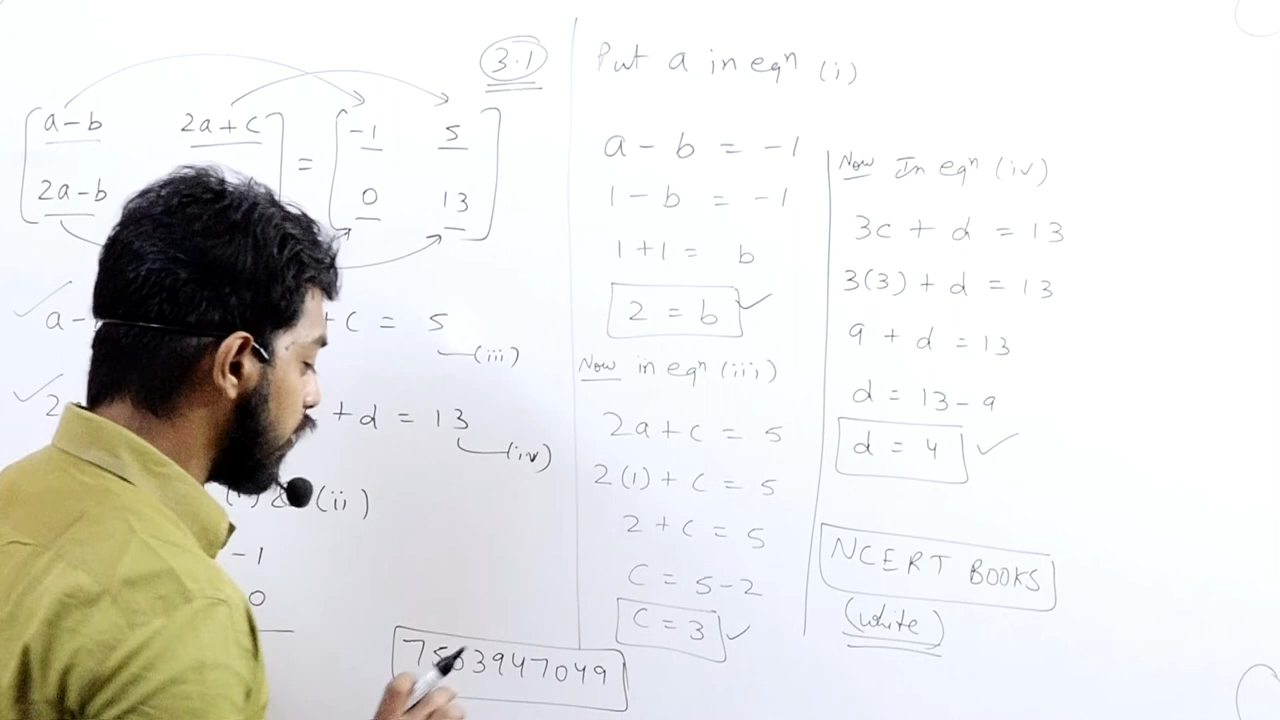 3.1
a-b 2a+c = -1 5
2a-b 0 13
a- +c = 5
(iii)
2 +d = 13
(iv)
(i) & (ii)
-1
0
Put a in eqn (i)
a - b = -1
1 - b = -1
1+1 = b
2 = b
Now in eqn (iii)
2a+c = 5
2(1) + c = 5
2 + c = 5
C = 5-2
C = 3
Now In eqn (iv)
3c + d = 13
3(3) + d = 13
9 + d = 13
d = 13-9
d = 4
NCERT BOOKS
(white)